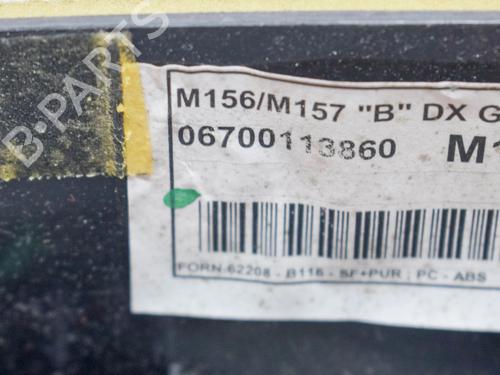 B·PARTS
M156/M157 "B" DX G
06700113860 M1
FORN-62208 - B116 - SF+PUR ; PC - ABS